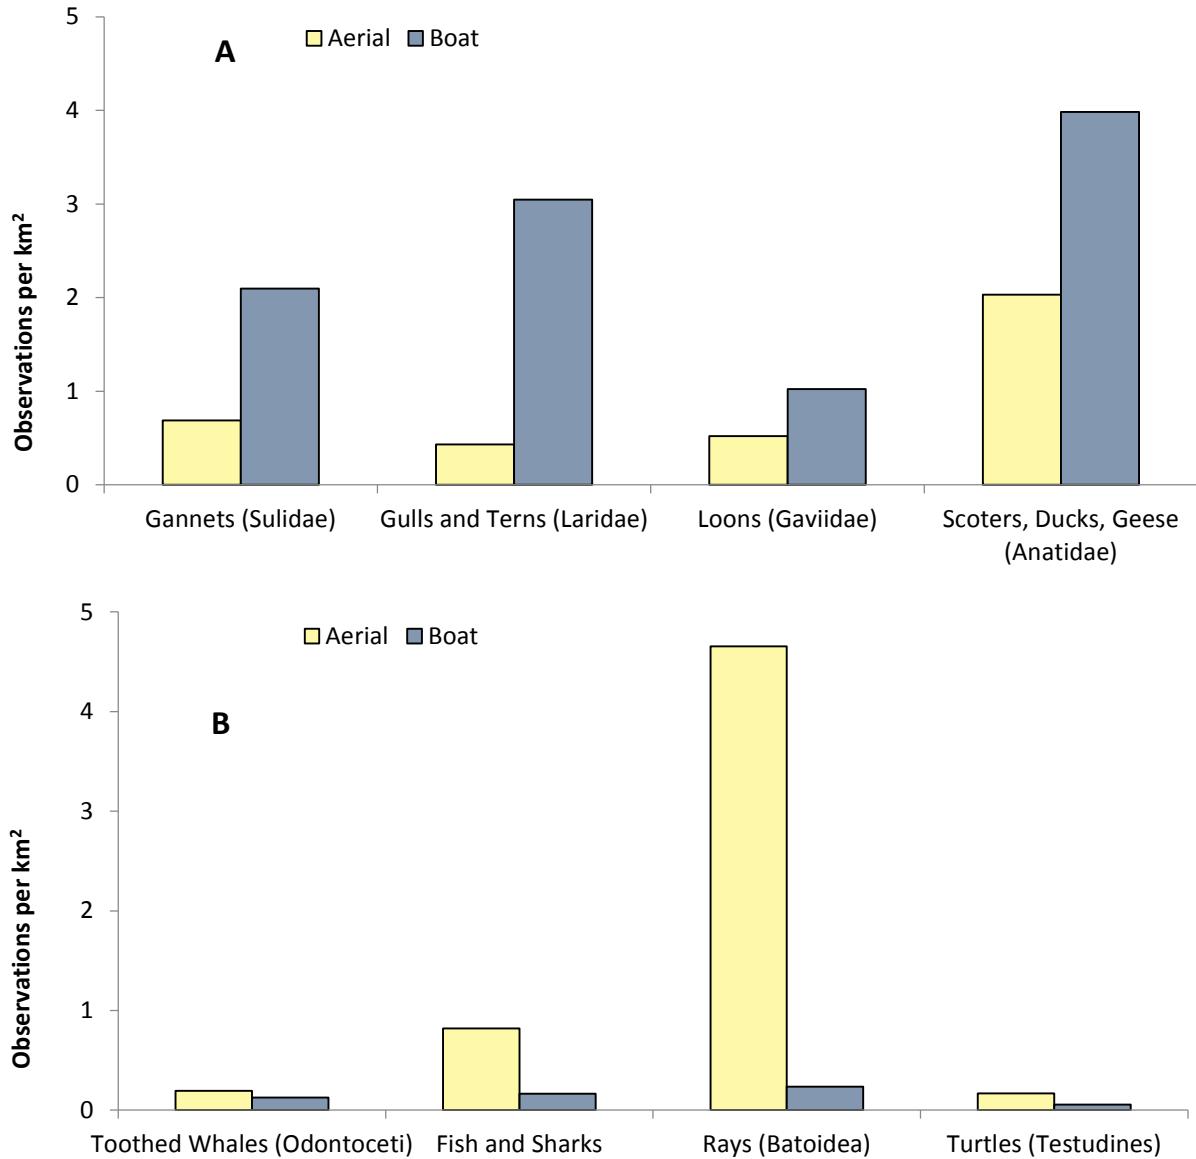 5
A
Aerial Boat
4
3
2
1
0
Observations per km²
Gannets (Sulidae) Gulls and Terns (Laridae) Loons (Gaviidae) Scoters, Ducks, Geese
(Anatidae)
5
Aerial Boat
4
B
3
2
1
0
Observations per km²
Toothed Whales (Odontoceti) Fish and Sharks Rays (Batoidea) Turtles (Testudines)